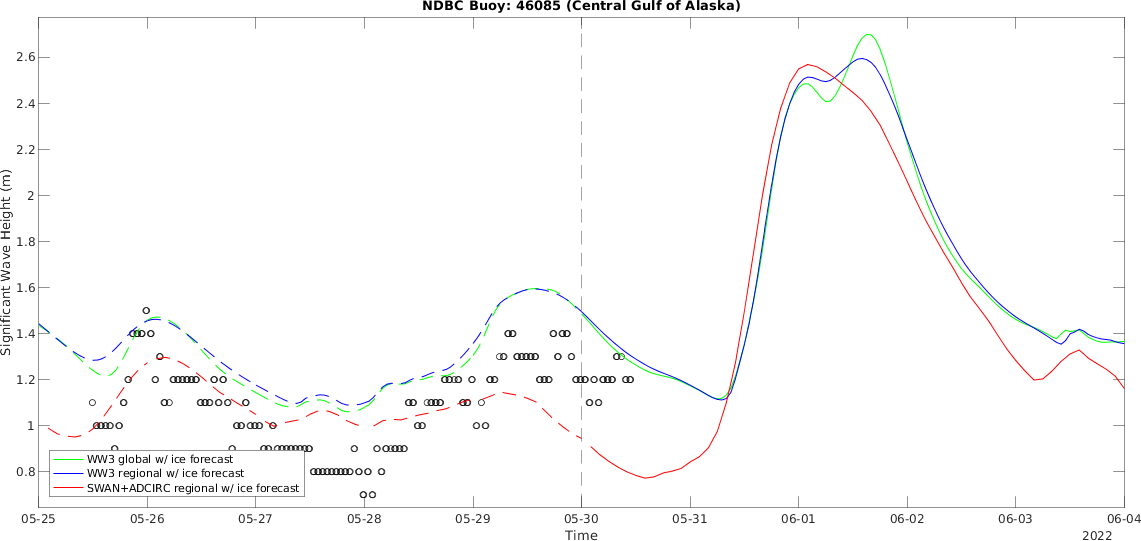 NDBC Buoy: 46085 (Central Gulf of Alaska)
Significant Wave Height (m)
2.6
2.4
2.2
2
1.8
1.6
1.4
1.2
1
0.8
WW3 global w/ ice forecast
WW3 regional w/ ice forecast
SWAN+ADCIRC regional w/ ice forecast
05-25 05-26 05-27 05-28 05-29 05-30 05-31 06-01 06-02 06-03 06-04
Time
2022